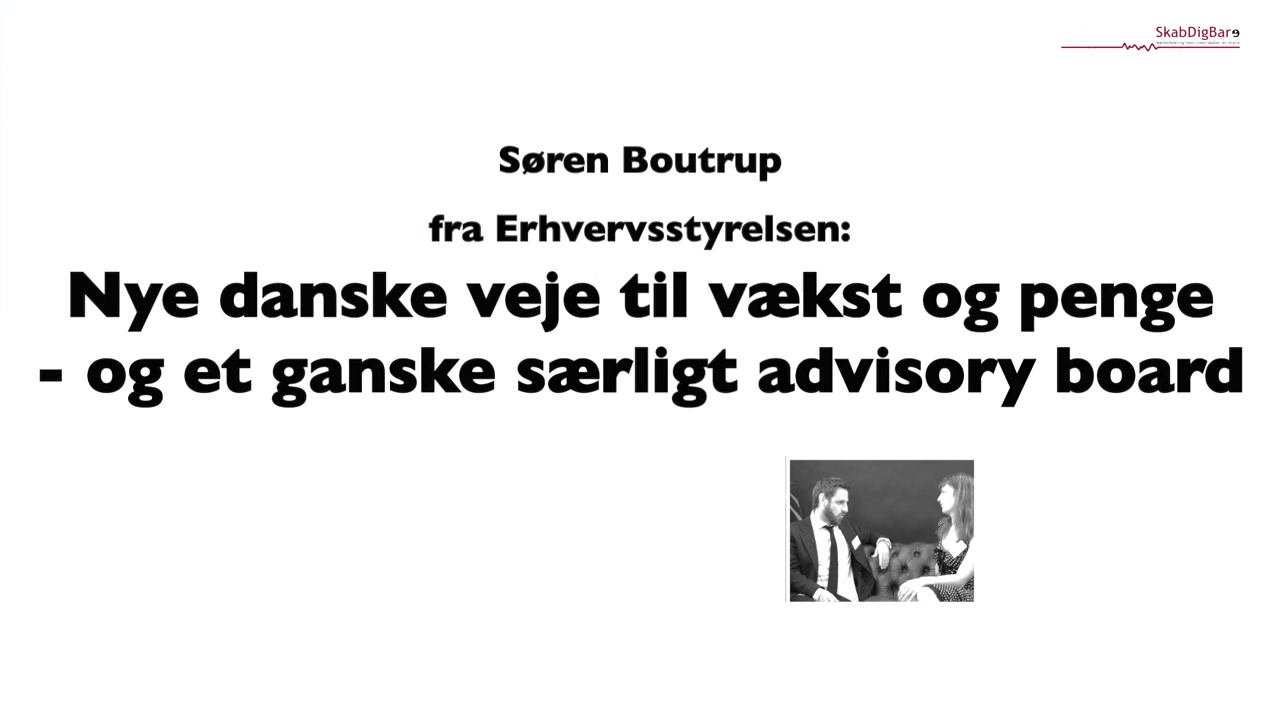 SkabDigBare
Søren Boutrup
fra Erhvervsstyrelsen:
Nye danske veje til vækst og penge
- og et ganske særligt advisory board